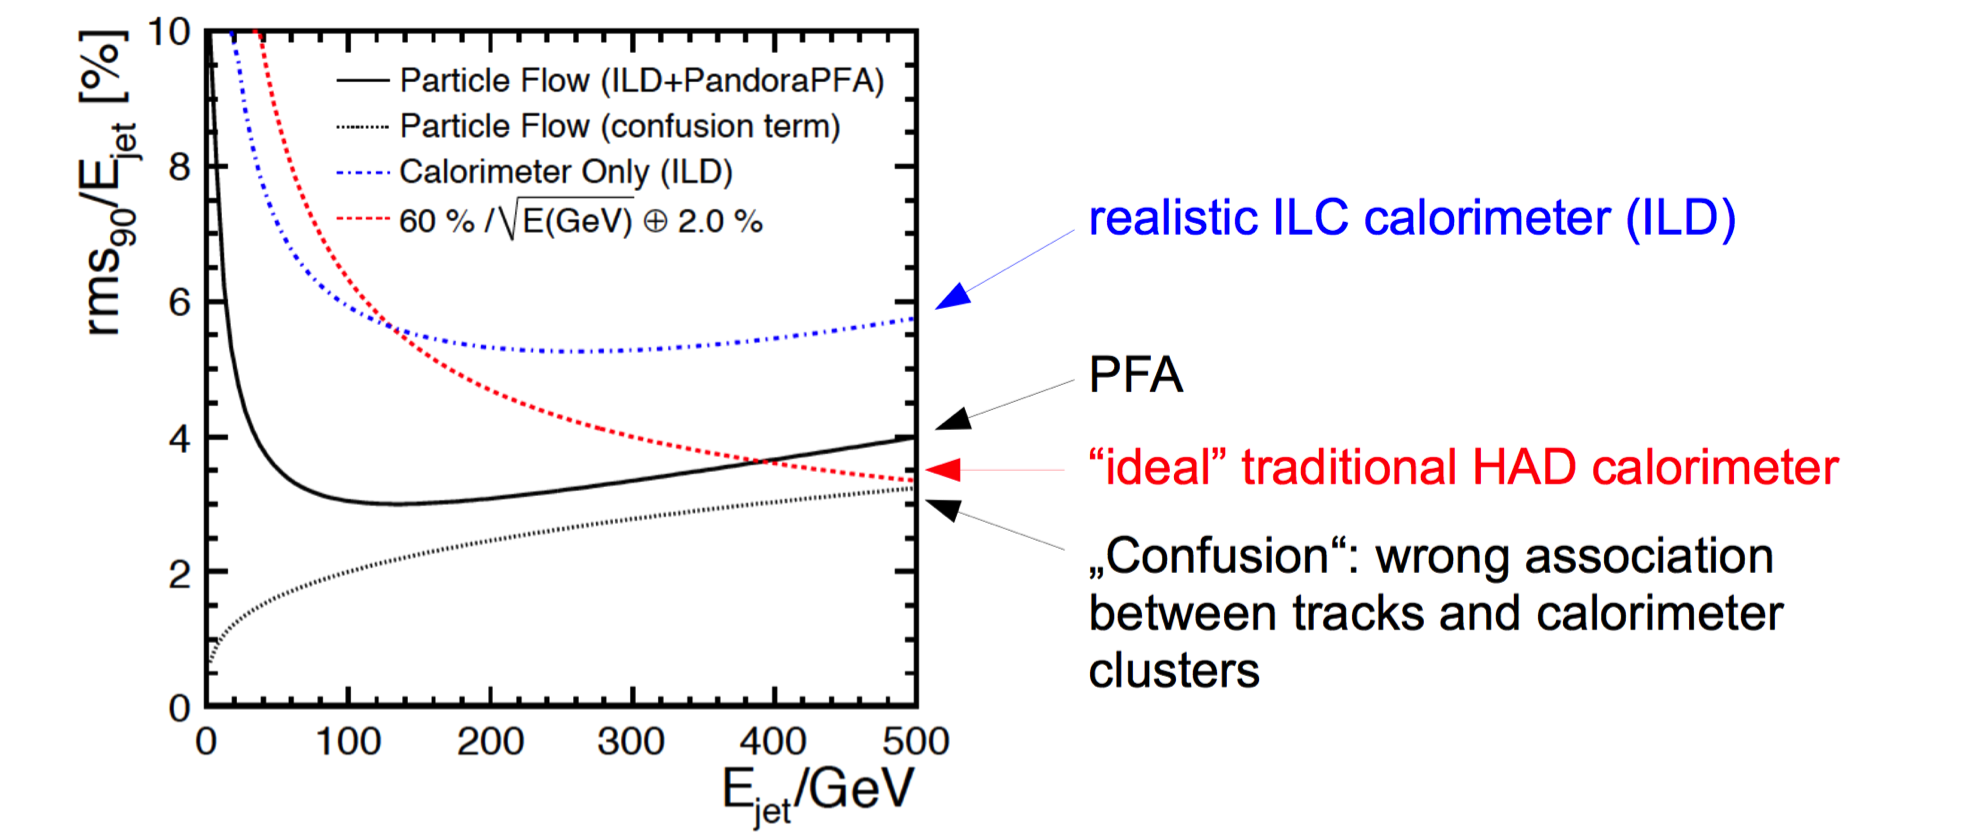 rms90/Ejet [%]
10
8
6
4
2
0
Particle Flow (ILD+PandoraPFA)
Particle Flow (confusion term)
Calorimeter Only (ILD)
60 % /√E(GeV) ⊕ 2.0 %
0 100 200 300 400 500
Ejet/GeV
realistic ILC calorimeter (ILD)
PFA
“ideal” traditional HAD calorimeter
„Confusion“: wrong association
between tracks and calorimeter
clusters